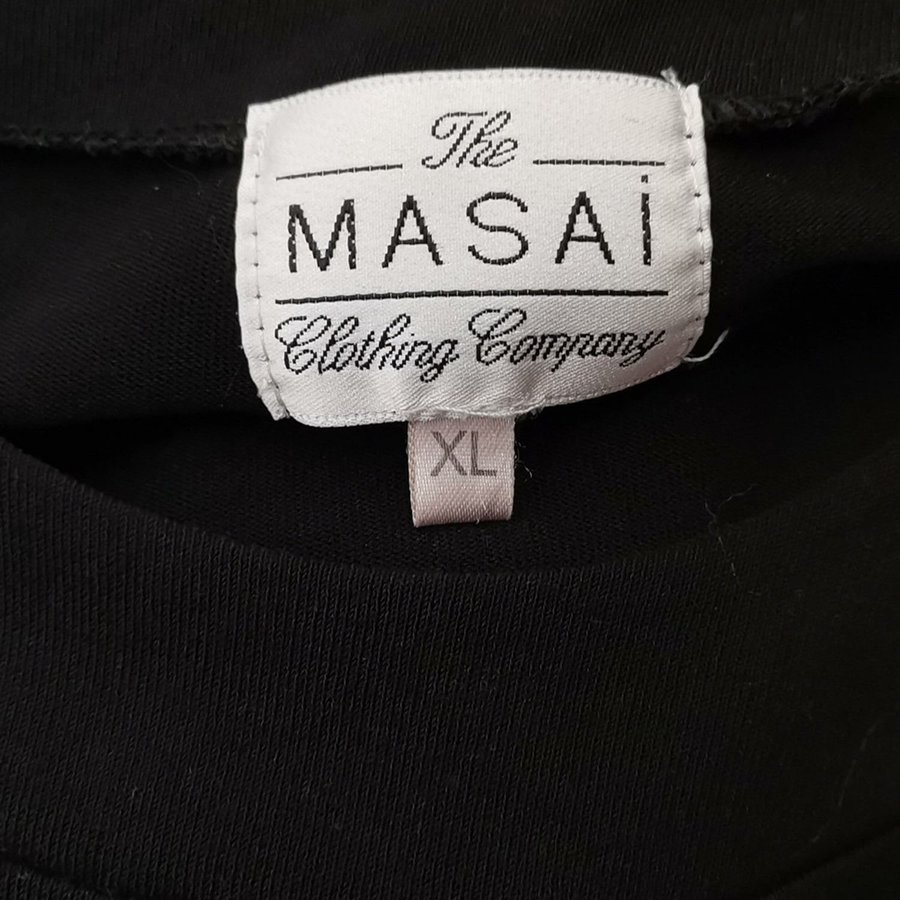 The
MASAi
Clothing Company
XL